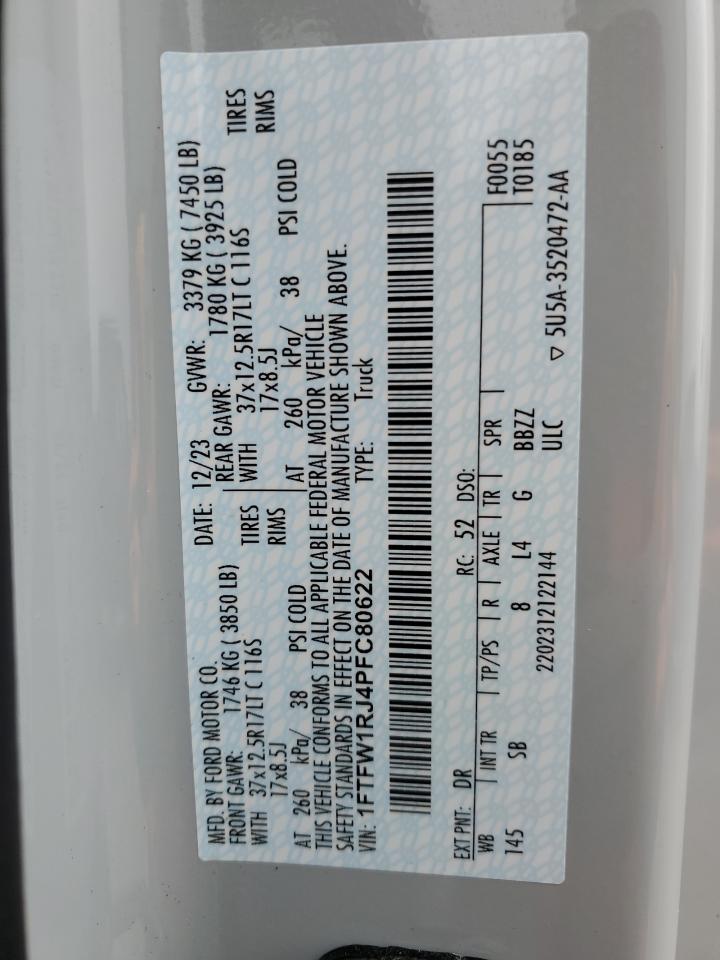 MFD. BY FORD MOTOR CO. DATE: 12/23 GVWR: 3379 KG ( 7450 LB)
FRONT GAWR: 1746 KG ( 3850 LB) REAR GAWR: 1780 KG ( 3925 LB)
WITH 37x12.5R17LT C 116S TIRES WITH 37x12.5R17LT C 116S TIRES
17x8.5J RIMS 17x8.5J RIMS
AT 260 kPa/ 38 PSI COLD AT 260 kPa/ 38 PSI COLD
THIS VEHICLE CONFORMS TO ALL APPLICABLE FEDERAL MOTOR VEHICLE
SAFETY STANDARDS IN EFFECT ON THE DATE OF MANUFACTURE SHOWN ABOVE.
VIN: 1FTFW1RJ4PFC80622 TYPE: Truck
EXT PNT: DR RC: 52 DSO: F0055
WB INT TR TP/PS R AXLE TR SPR T0185
145 SB 8 L4 G BBZZ
2202312122144 ULC ▽ 5U5A-3520472-AA